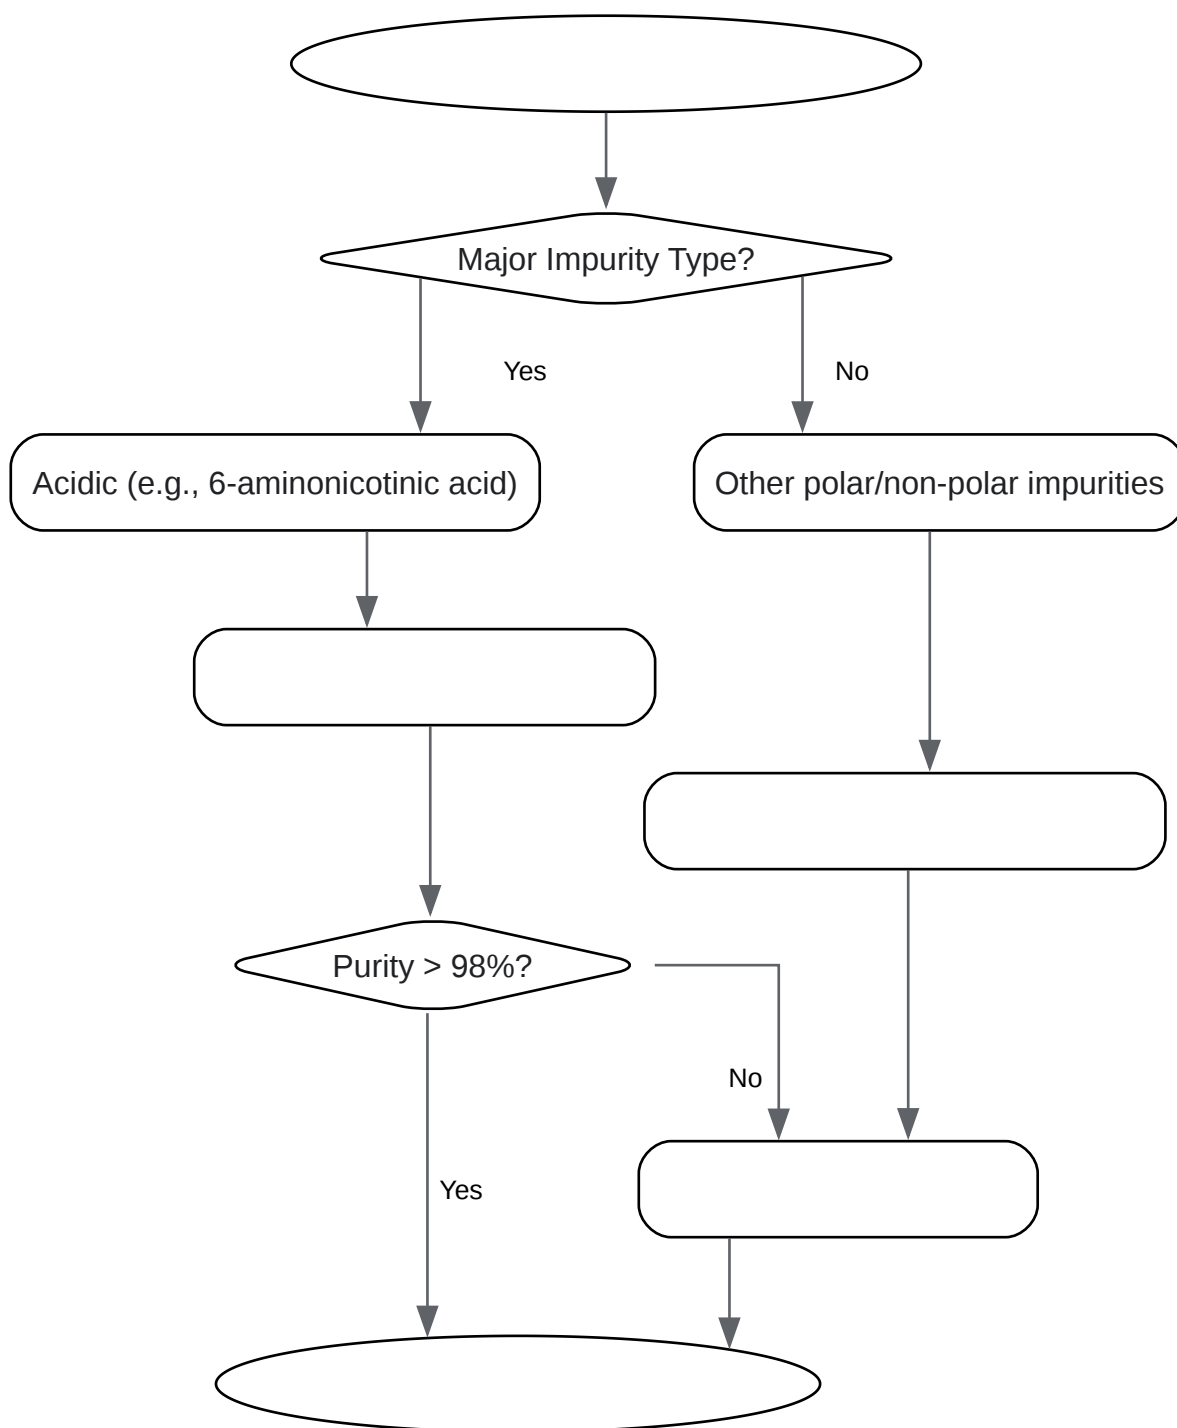 Major Impurity Type?
Yes
No
Acidic (e.g., 6-aminonicotinic acid)
Other polar/non-polar impurities
Purity > 98%?
No
Yes